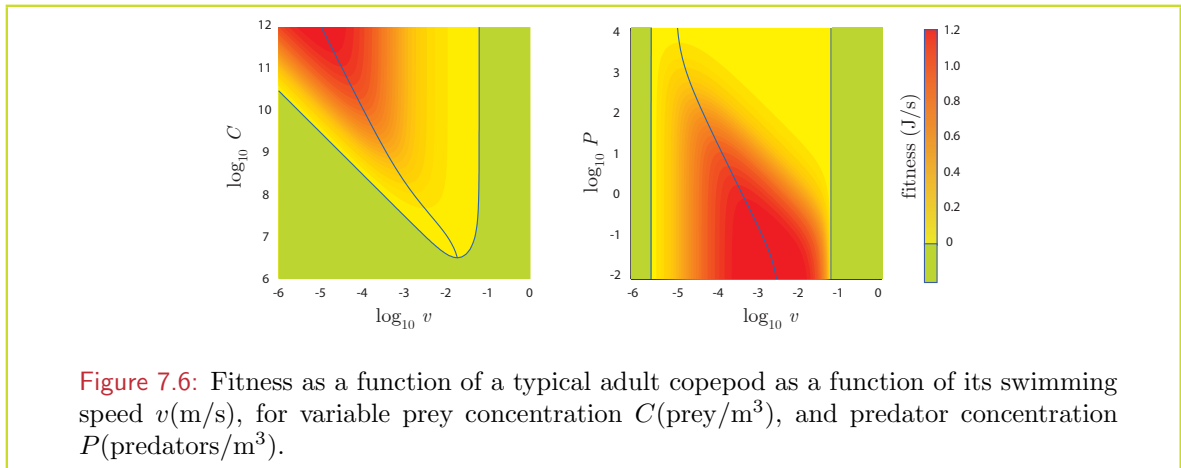 12
11
10
9
8
7
6
log₁₀ C
-6 -5 -4 -3 -2 -1 0
log₁₀ v
4
3
2
1
0
-1
-2
log₁₀ P
-6 -5 -4 -3 -2 -1 0
log₁₀ v
fitness (J/s)
1.2
1.0
0.8
0.6
0.4
0.2
0
Figure 7.6: Fitness as a function of a typical adult copepod as a function of its swimming
speed v(m/s), for variable prey concentration C(prey/m³), and predator concentration
P(predators/m³).